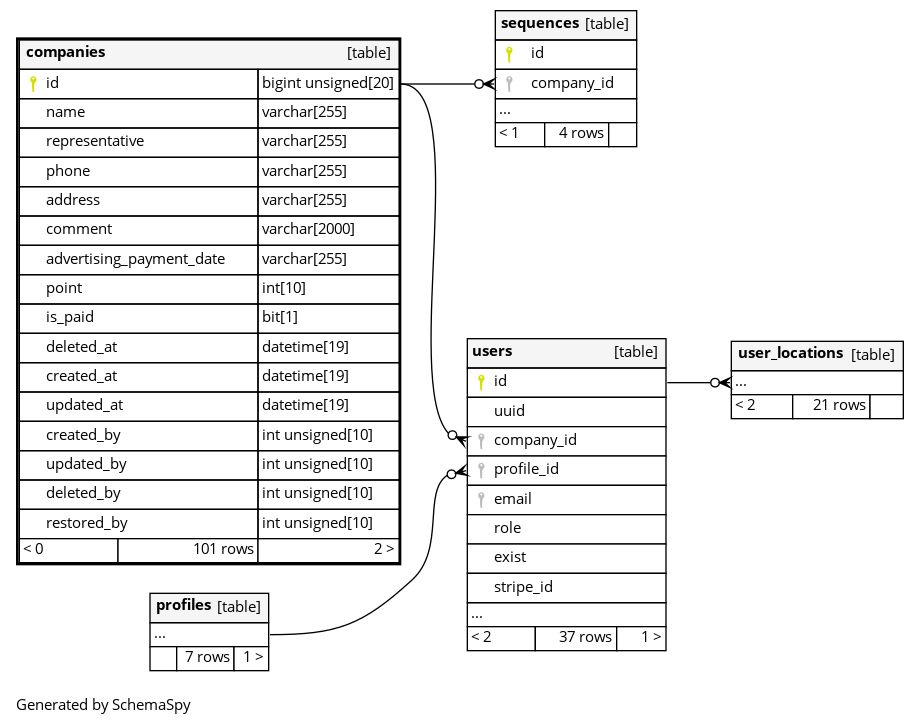 companies [table]
id bigint unsigned[20]
name varchar[255]
representative varchar[255]
phone varchar[255]
address varchar[255]
comment varchar[2000]
advertising_payment_date varchar[255]
point int[10]
is_paid bit[1]
deleted_at datetime[19]
created_at datetime[19]
updated_at datetime[19]
created_by int unsigned[10]
updated_by int unsigned[10]
deleted_by int unsigned[10]
restored_by int unsigned[10]
< 0 101 rows 2 >
sequences [table]
id
company_id
...
< 1 4 rows
users [table]
id
uuid
company_id
profile_id
email
role
exist
stripe_id
...
< 2 37 rows 1 >
user_locations [table]
...
< 2 21 rows
profiles [table]
...
7 rows 1 >
Generated by SchemaSpy